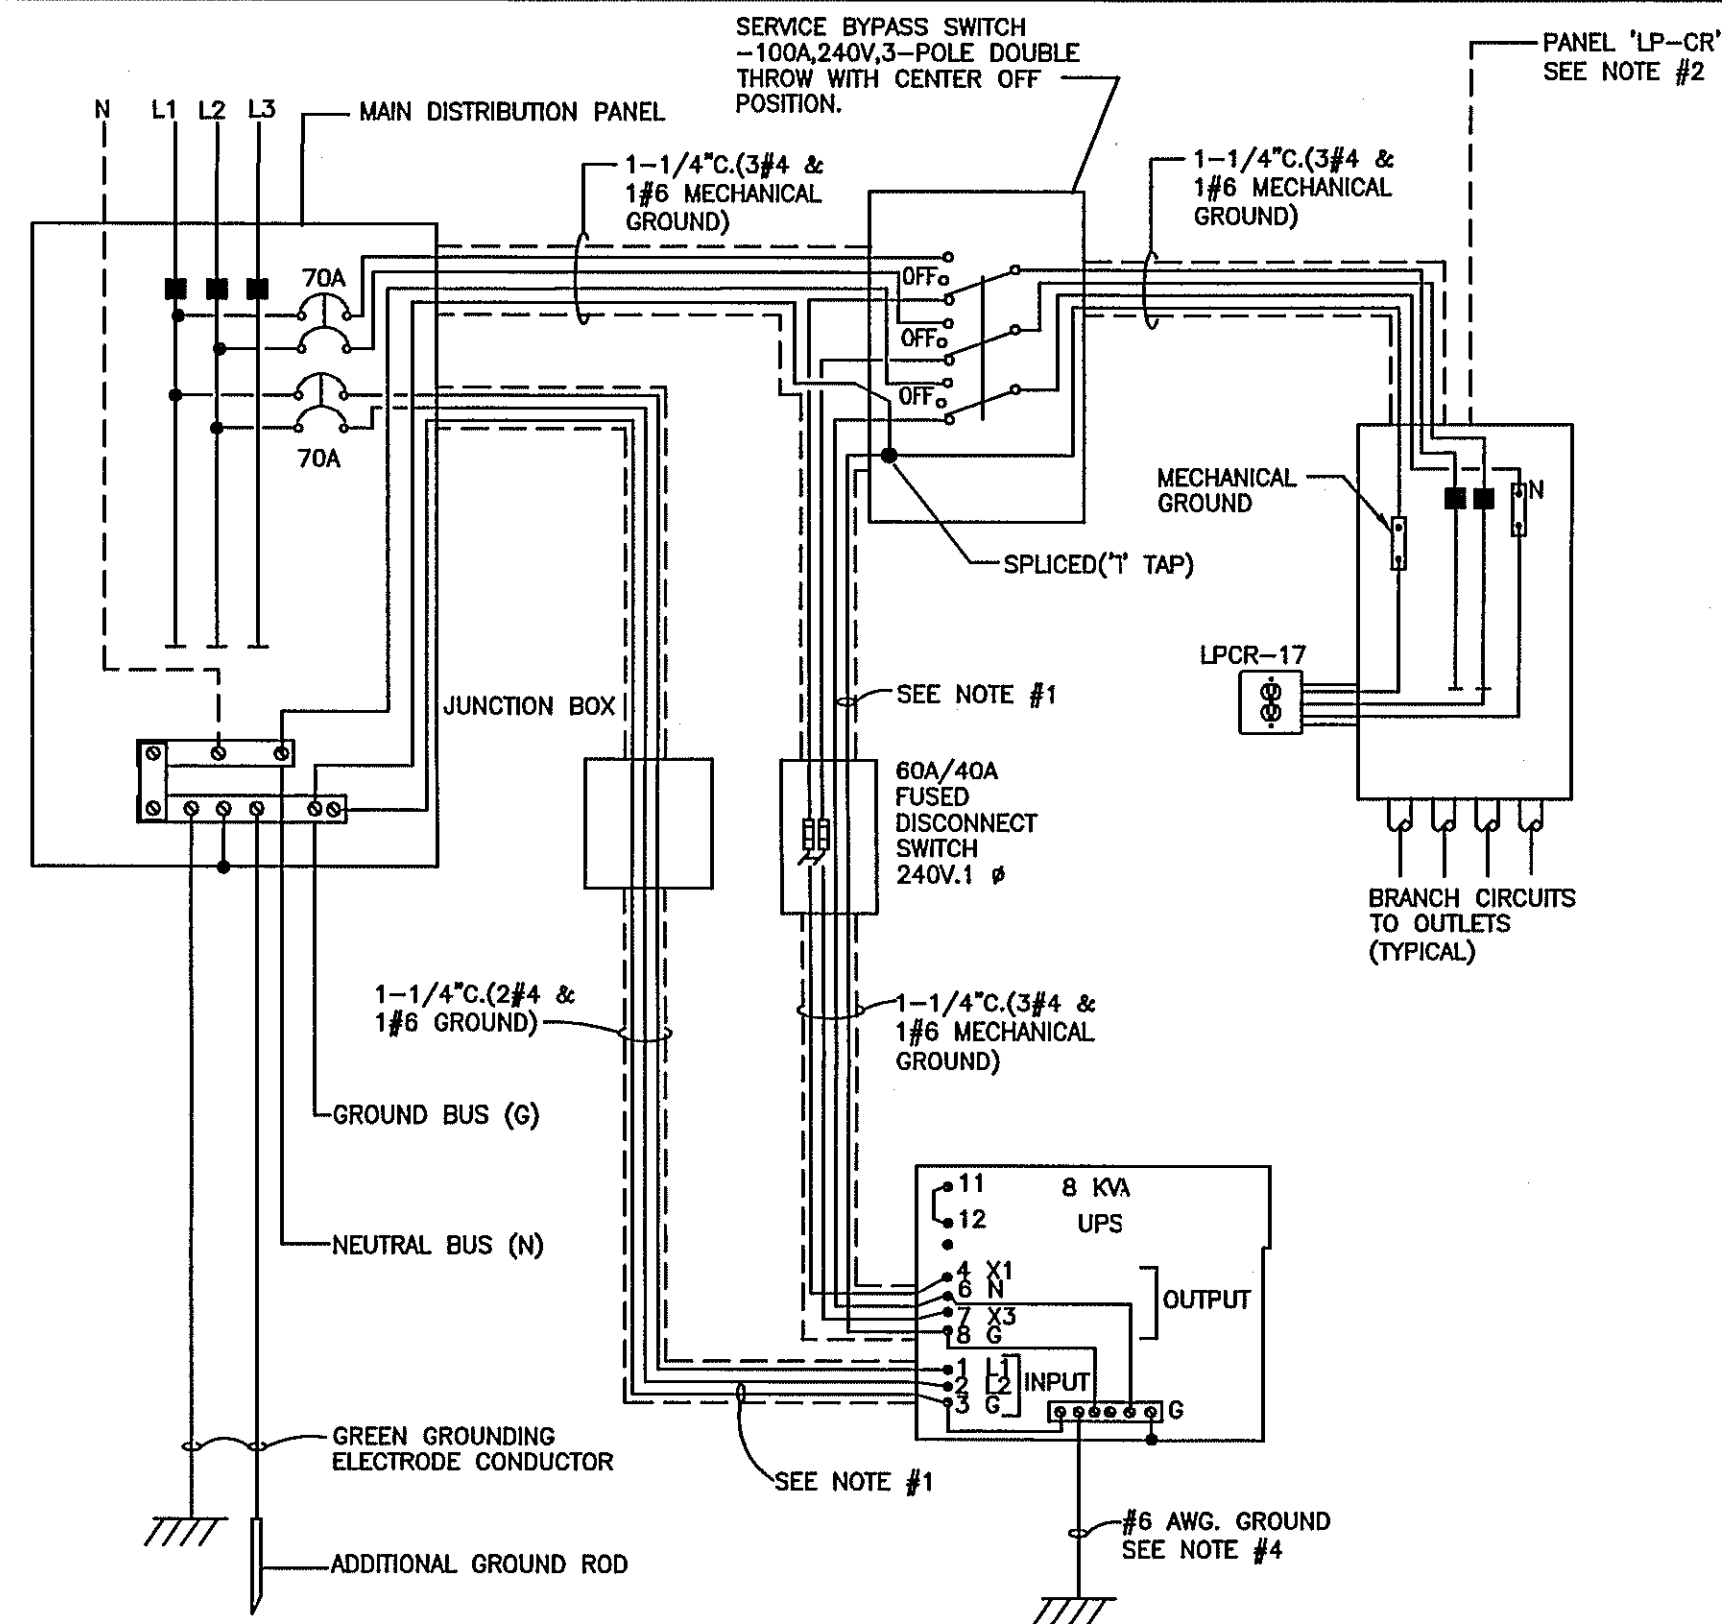 SERVICE BYPASS SWITCH
-100A,240V,3-POLE DOUBLE
THROW WITH CENTER OFF
POSITION.
PANEL 'LP-CR'
SEE NOTE #2
N
L1
L2
L3
MAIN DISTRIBUTION PANEL
1-1/4"C.(3#4 &
1#6 MECHANICAL
GROUND)
1-1/4"C.(3#4 &
1#6 MECHANICAL
GROUND)
70A
70A
OFF
OFF
OFF
MECHANICAL
GROUND
N
SPLICED('T' TAP)
LPCR-17
JUNCTION BOX
SEE NOTE #1
60A/40A
FUSED
DISCONNECT
SWITCH
240V.1 ø
BRANCH CIRCUITS
TO OUTLETS
(TYPICAL)
1-1/4"C.(2#4 &
1#6 GROUND)
1-1/4"C.(3#4 &
1#6 MECHANICAL
GROUND)
GROUND BUS (G)
NEUTRAL BUS (N)
11
12
8 KVA
UPS
4 X1
6 N
7 X3
8 G
OUTPUT
1 L1
2 L2
3 G
INPUT
G
GREEN GROUNDING
ELECTRODE CONDUCTOR
SEE NOTE #1
#6 AWG. GROUND
SEE NOTE #4
ADDITIONAL GROUND ROD